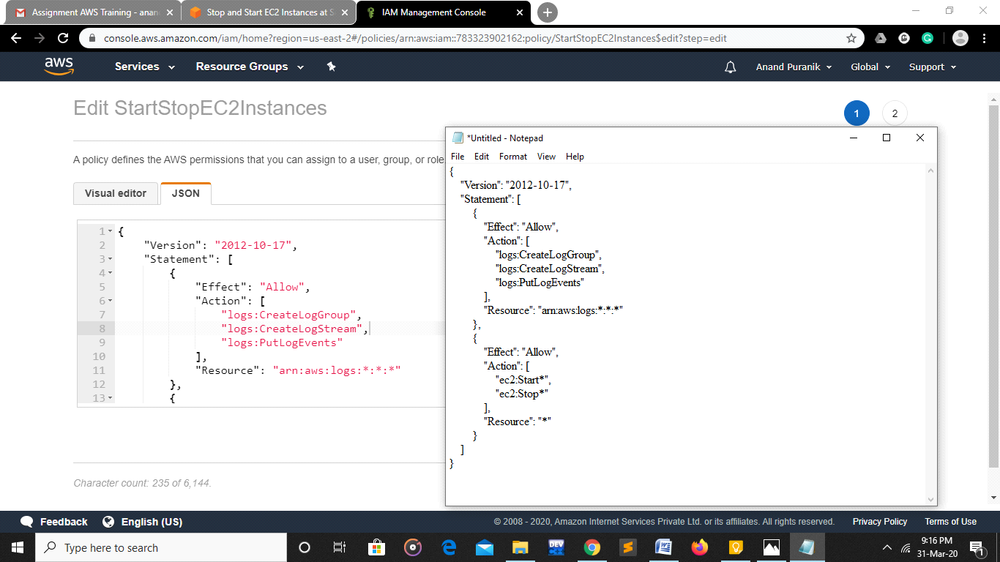 Assignment AWS Training - anan
Stop and Start EC2 Instances at S
IAM Management Console
console.aws.amazon.com/iam/home?region=us-east-2#/policies/arn:aws:iam::783323902162:policy/StartStopEC2Instances$edit?step=edit
aws
Services
Resource Groups
Anand Puranik
Global
Support
Edit StartStopEC2Instances
1
2
A policy defines the AWS permissions that you can assign to a user, group, or role
Visual editor
JSON
1 {
2 "Version": "2012-10-17",
3 "Statement": [
4 {
5 "Effect": "Allow",
6 "Action": [
7 "logs:CreateLogGroup",
8 "logs:CreateLogStream",
9 "logs:PutLogEvents"
10 ],
11 "Resource": "arn:aws:logs:*:*:*"
12 },
13 {
Character count: 235 of 6,144.
*Untitled - Notepad
File Edit Format View Help
{
"Version": "2012-10-17",
"Statement": [
{
"Effect": "Allow",
"Action": [
"logs:CreateLogGroup",
"logs:CreateLogStream",
"logs:PutLogEvents"
],
"Resource": "arn:aws:logs:*:*:*"
},
{
"Effect": "Allow",
"Action": [
"ec2:Start*",
"ec2:Stop*"
],
"Resource": "*"
}
]
}
Feedback
English (US)
© 2008 - 2020, Amazon Internet Services Private Ltd. or its affiliates. All rights reserved.
Privacy Policy
Terms of Use
Type here to search
DEV
9:16 PM
31-Mar-20
1